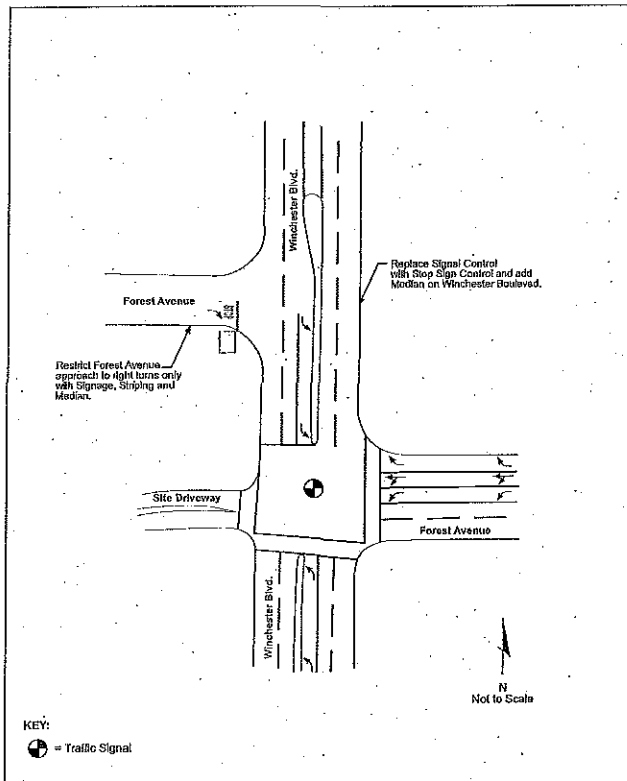 Winchester Blvd.
Replace Signal Control
with Stop Sign Control and add
Median on Winchester Boulevard.
Forest Avenue
STOP
Restrict Forest Avenue
approach to right turns only
with Signage, Striping and
Median.
Site Driveway
Forest Avenue
Winchester Blvd.
N
Not to Scale
KEY:
= Traffic Signal